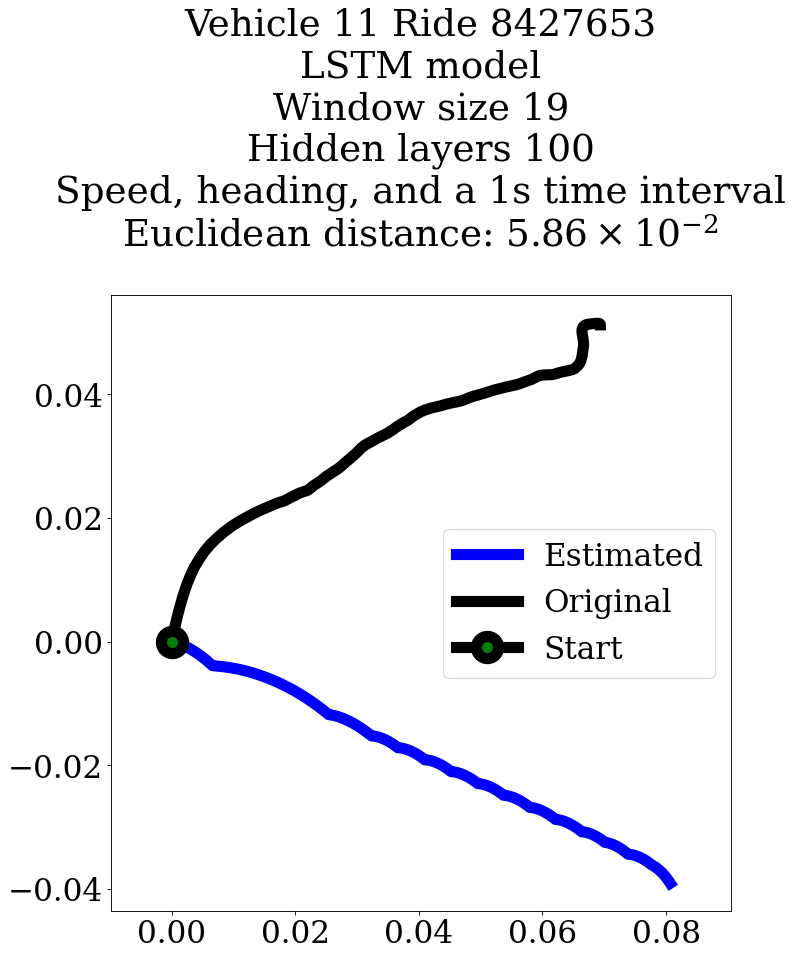 Vehicle 11 Ride 8427653
LSTM model
Window size 19
Hidden layers 100
Speed, heading, and a 1s time interval
Euclidean distance: 5.86 × 10⁻²
0.04
0.02
0.00
−0.02
−0.04
Estimated
Original
Start
0.00 0.02 0.04 0.06 0.08